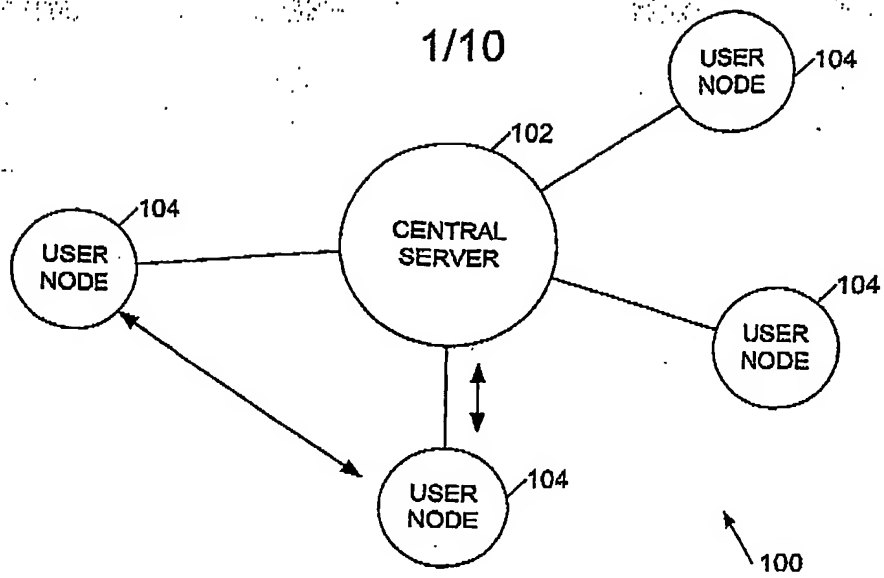 1/10
USER
NODE
104
102
CENTRAL
SERVER
104
USER
NODE
104
USER
NODE
USER
NODE
104
100